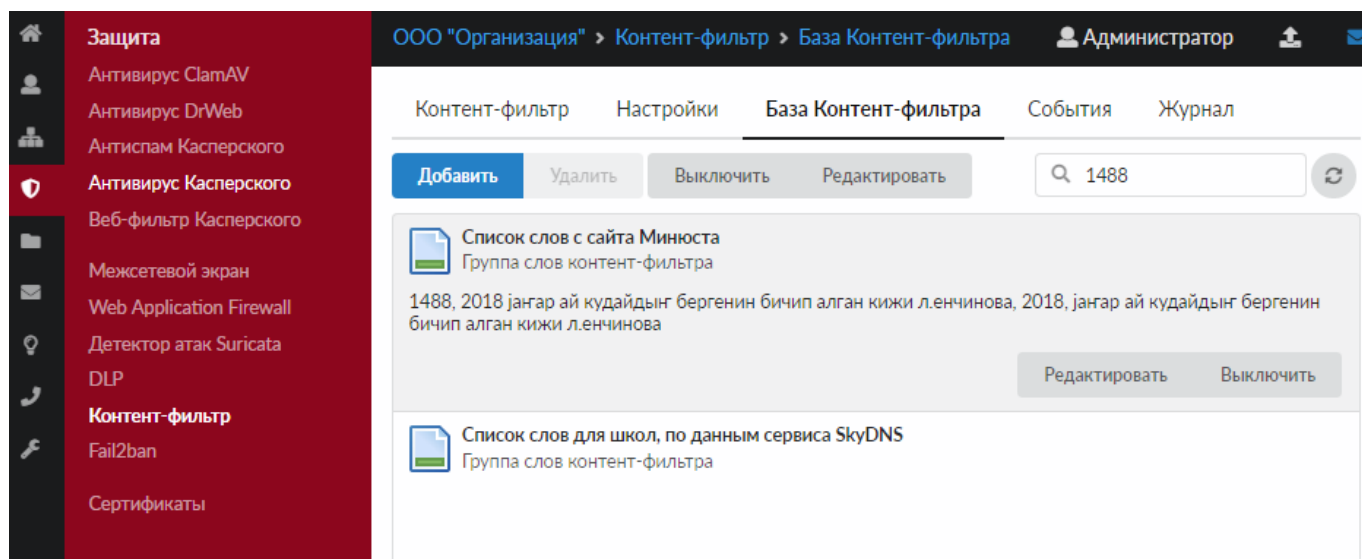 Защита
Антивирус ClamAV
Антивирус DrWeb
Антиспам Касперского
Антивирус Касперского
Веб-фильтр Касперского
Межсетевой экран
Web Application Firewall
Детектор атак Suricata
DLP
Контент-фильтр
Fail2ban
Сертификаты
ООО "Организация" > Контент-фильтр > База Контент-фильтра Администратор
Контент-фильтр Настройки База Контент-фильтра События Журнал
Добавить Удалить Выключить Редактировать 1488
Список слов с сайта Минюста
Группа слов контент-фильтра
1488, 2018 јаҥар ай кудайдыҥ бергенин бичип алган кижи л.енчинова, 2018, јаҥар ай кудайдыҥ бергенин
бичип алган кижи л.енчинова
Редактировать Выключить
Список слов для школ, по данным сервиса SkyDNS
Группа слов контент-фильтра